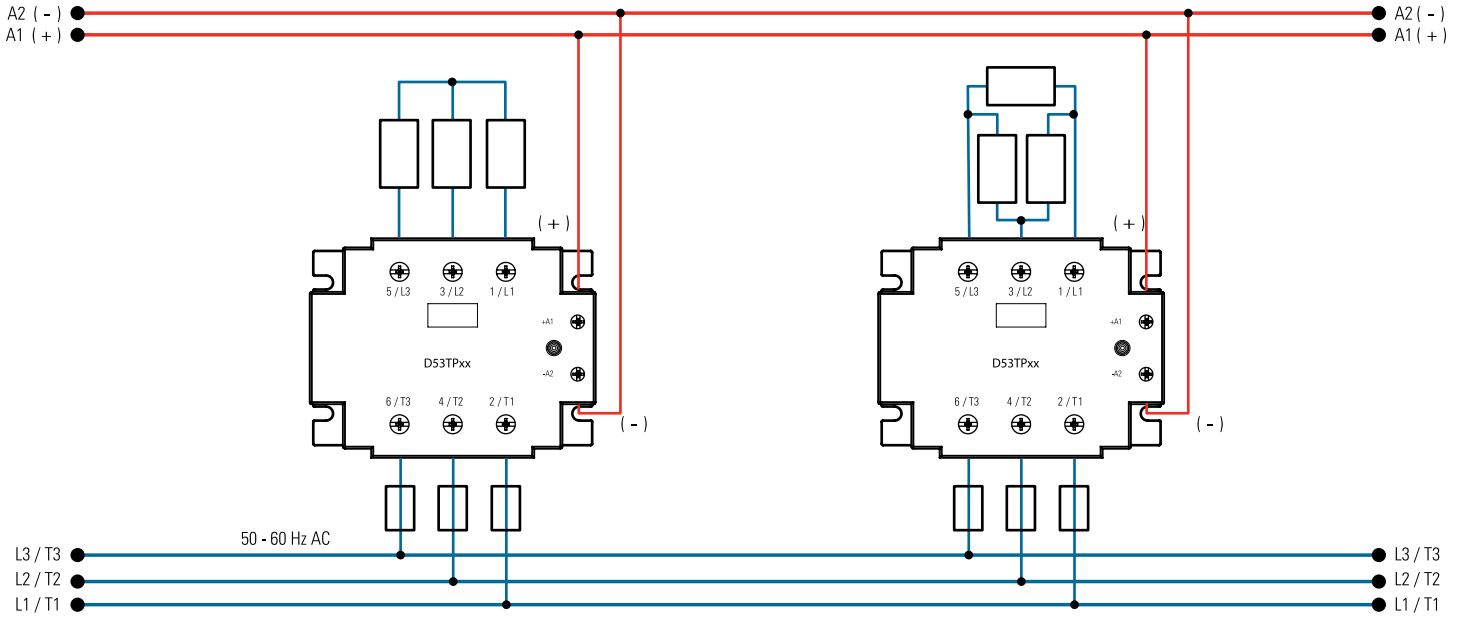 A2 ( - )
A2 ( - )
A1 ( + )
A1 ( + )
( + )
( + )
5 / L3 3 / L2 1 / L1
5 / L3 3 / L2 1 / L1
+A1
+A1
D53TPxx
D53TPxx
-A2
-A2
6 / T3 4 / T2 2 / T1
6 / T3 4 / T2 2 / T1
( - )
( - )
50 - 60 Hz AC
L3 / T3
L3 / T3
L2 / T2
L2 / T2
L1 / T1
L1 / T1